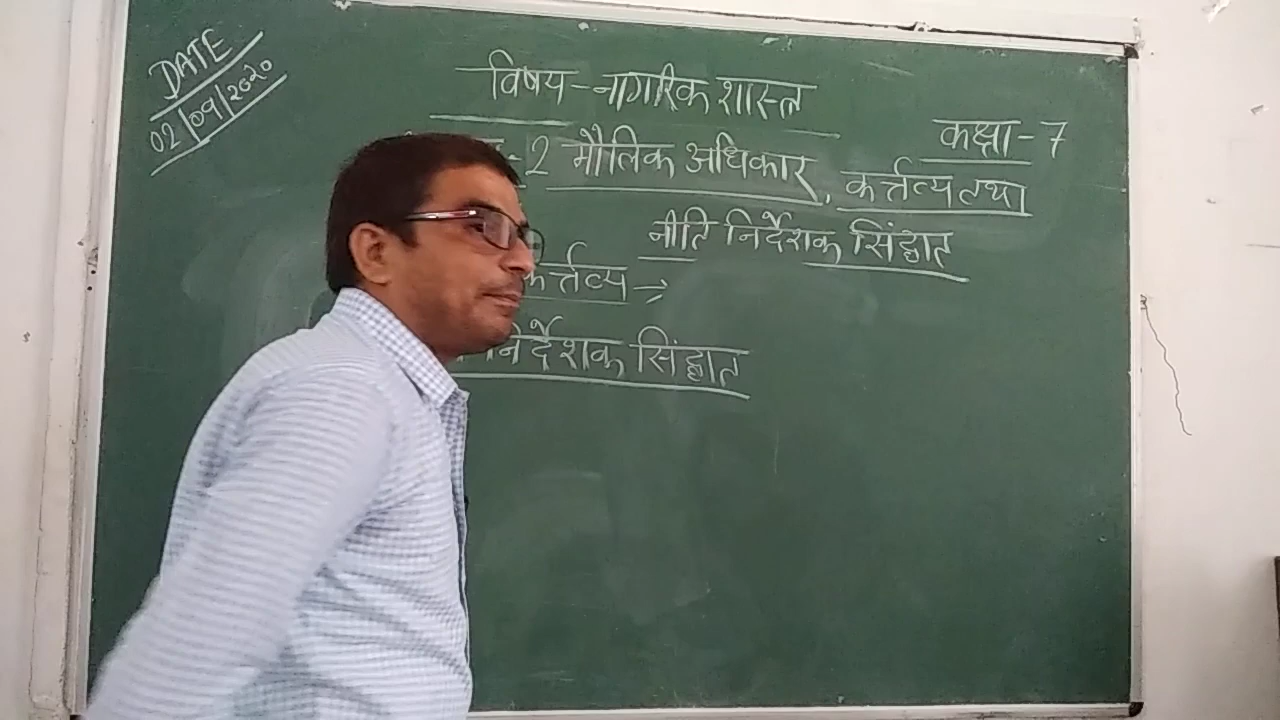 DATE
02/09/2020
विषय-नागरिक शास्त्र
कक्षा-7
-2 मौलिक अधिकार, कर्त्तव्य तथा
नीति निर्देशक सिंद्धात
कर्त्तव्य →
निर्देशक सिंद्धात